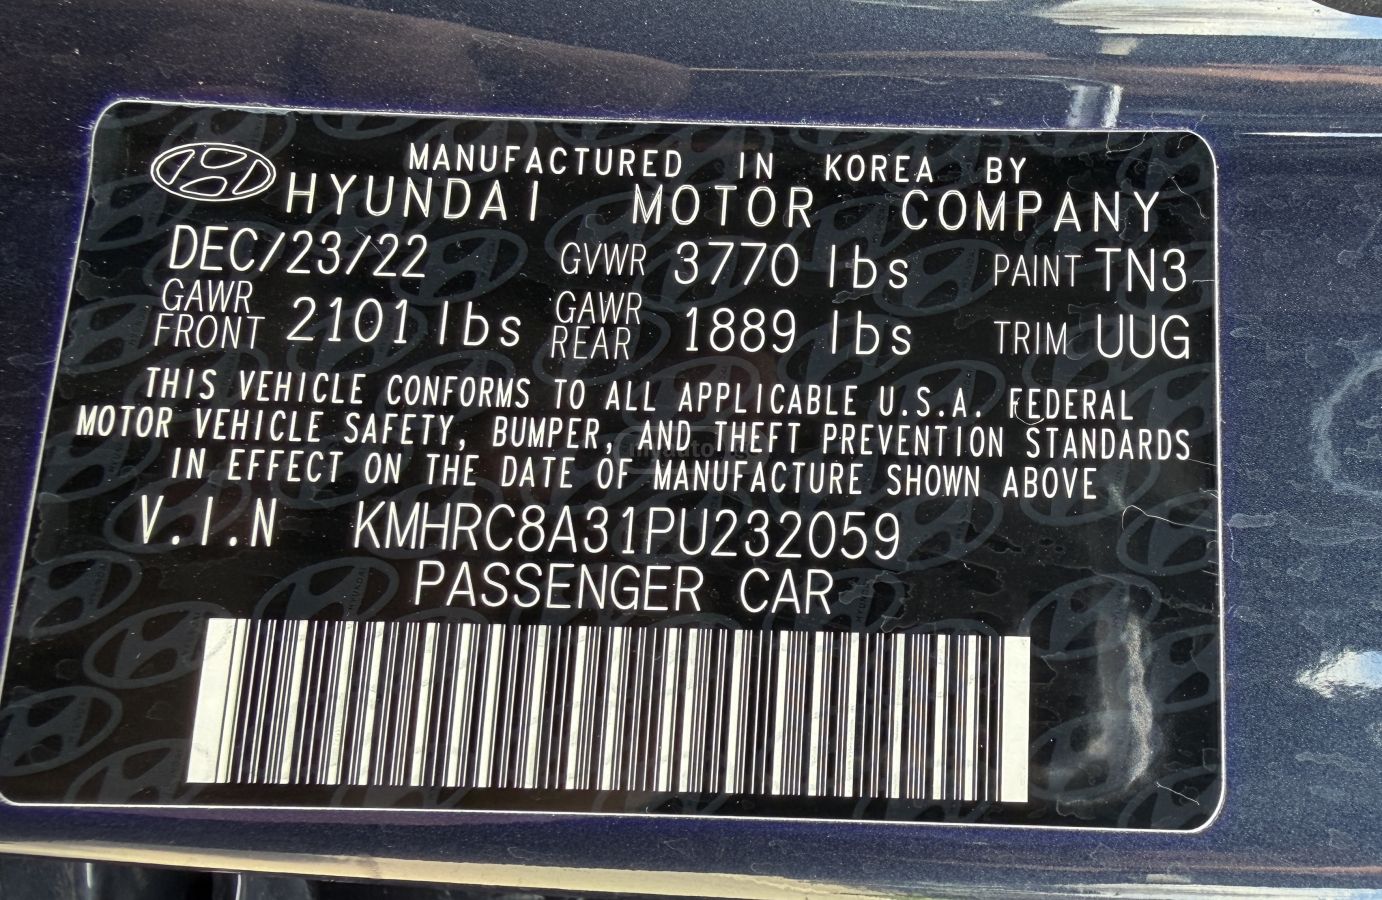 MANUFACTURED IN KOREA BY
HYUNDAI MOTOR COMPANY
DEC/23/22 GVWR 3770 lbs PAINT TN3
GAWR FRONT 2101 lbs GAWR REAR 1889 lbs TRIM UUG
THIS VEHICLE CONFORMS TO ALL APPLICABLE U.S.A. FEDERAL
MOTOR VEHICLE SAFETY, BUMPER, AND THEFT PREVENTION STANDARDS
IN EFFECT ON THE DATE OF MANUFACTURE SHOWN ABOVE
V.I.N KMHRC8A31PU232059
PASSENGER CAR